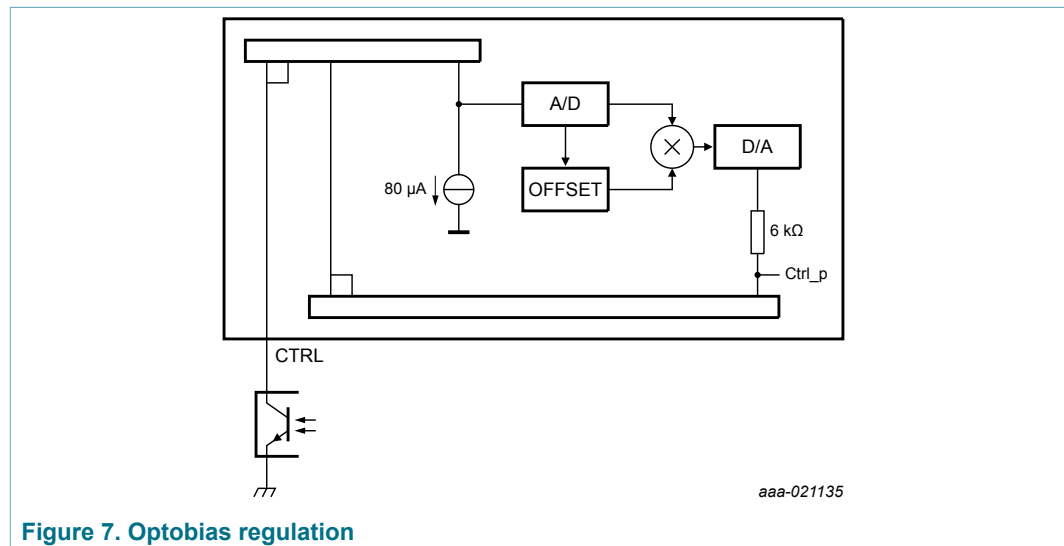 A/D
D/A
80 µA
OFFSET
6 kΩ
Ctrl_p
CTRL
aaa-021135
Figure 7. Optobias regulation